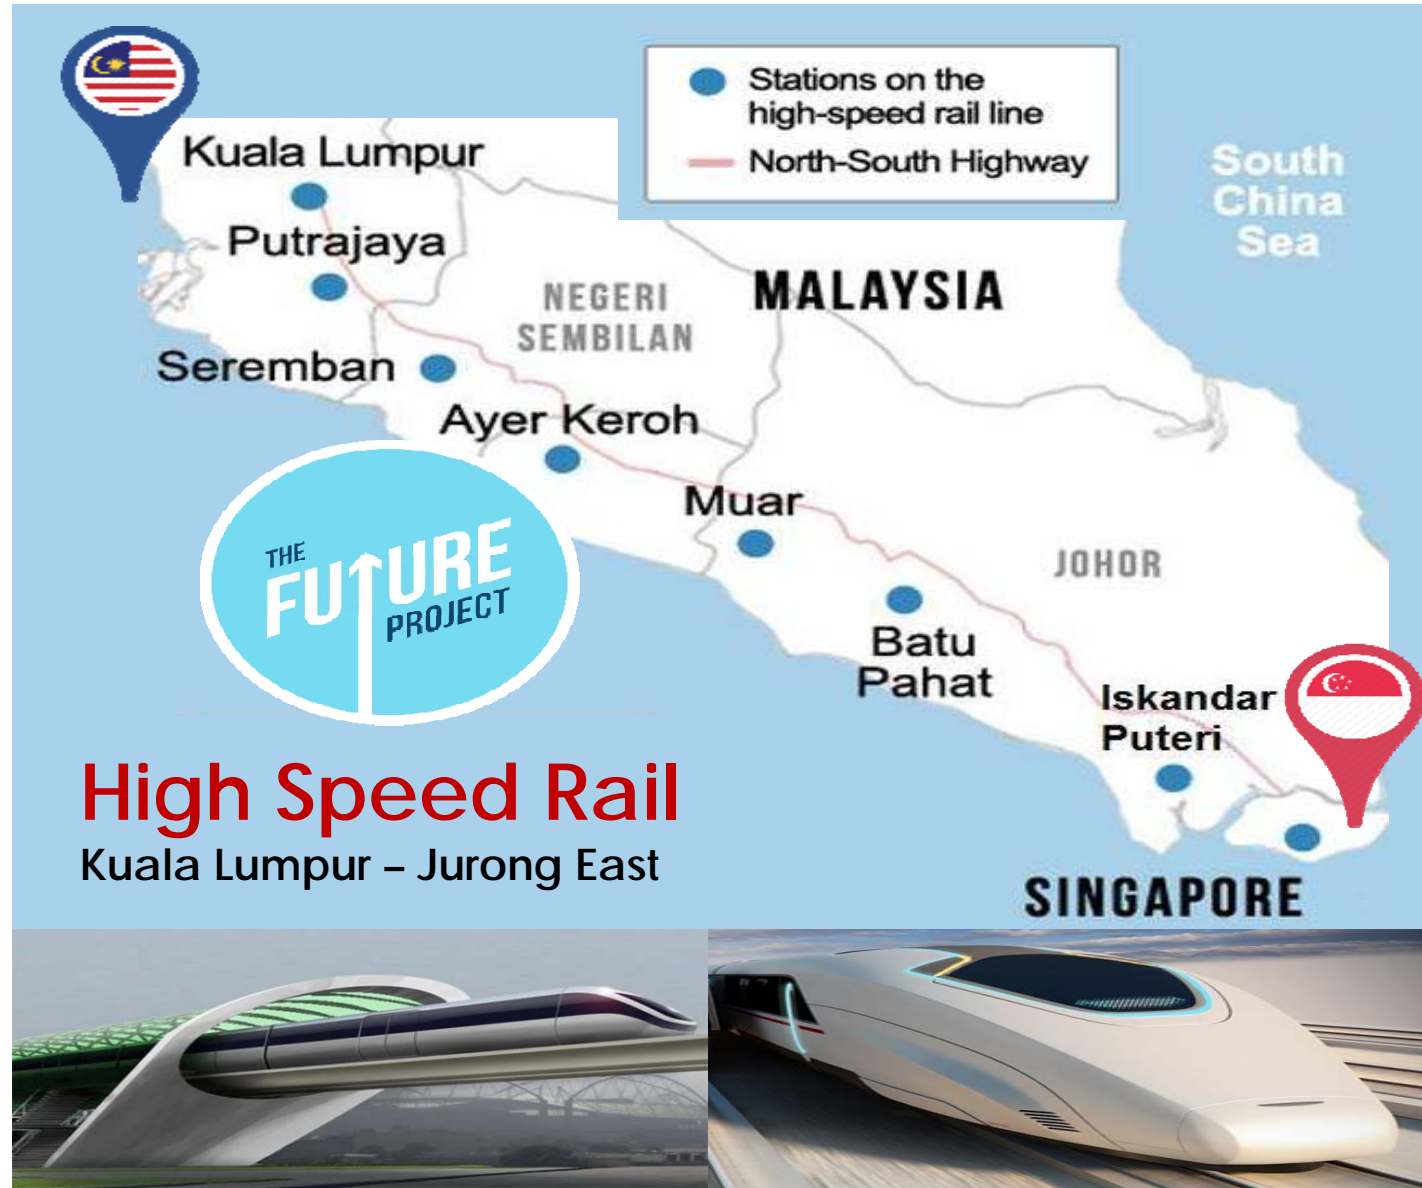 Stations on the
high-speed rail line
North-South Highway
Kuala Lumpur
South
China
Sea
Putrajaya
NEGERI
SEMBILAN
MALAYSIA
Seremban
Ayer Keroh
Muar
THE
FUTURE
PROJECT
JOHOR
Batu
Pahat
Iskandar
Puteri
High Speed Rail
Kuala Lumpur – Jurong East
SINGAPORE